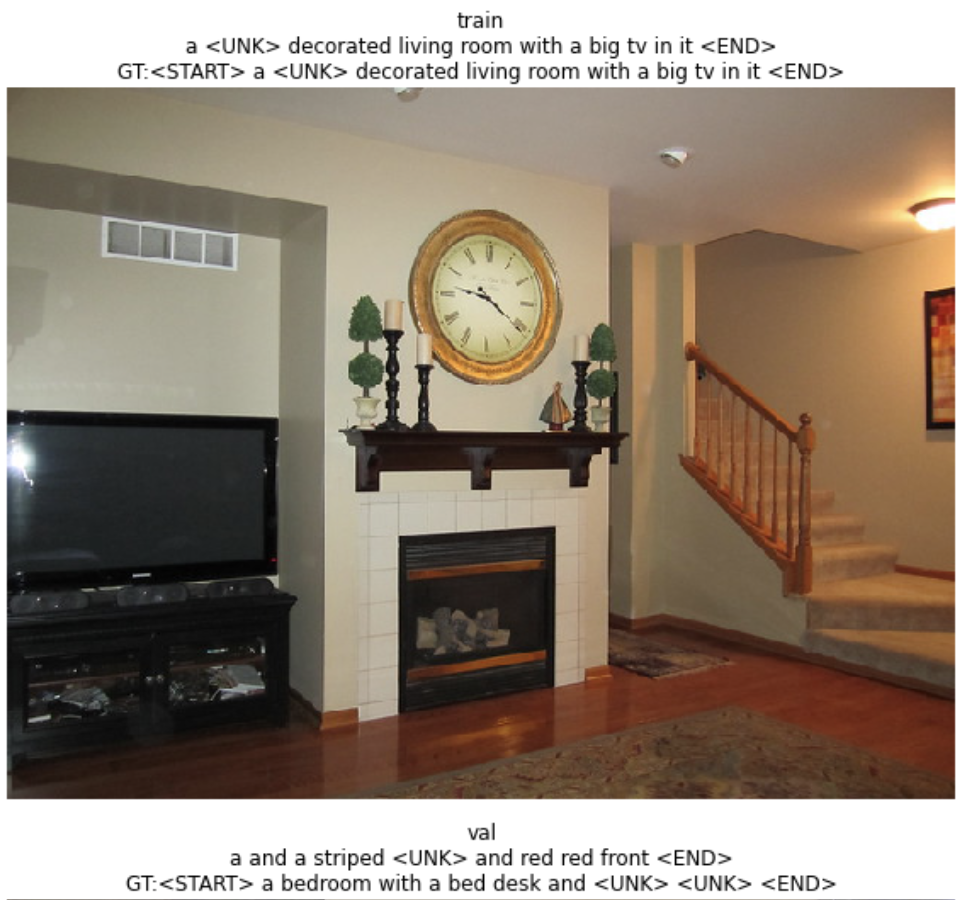 train
a <UNK> decorated living room with a big tv in it <END>
GT:<START> a <UNK> decorated living room with a big tv in it <END>
val
a and a striped <UNK> and red red front <END>
GT:<START> a bedroom with a bed desk and <UNK> <UNK> <END>